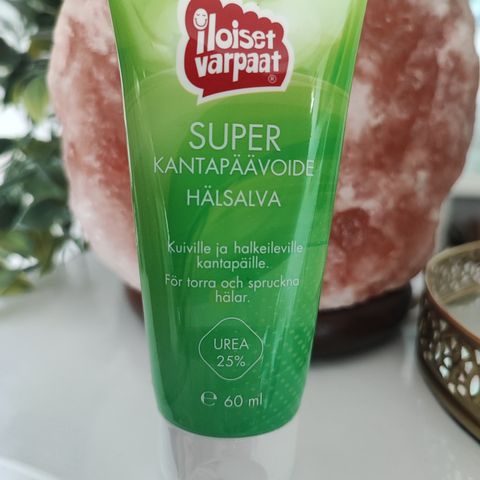 iloiset
varpaat
®
SUPER
KANTAPÄÄVOIDE
HÄLSALVA
Kuiville ja halkeileville
kantapäille.
För torra och spruckna
hälar.
UREA
25%
℮ 60 ml